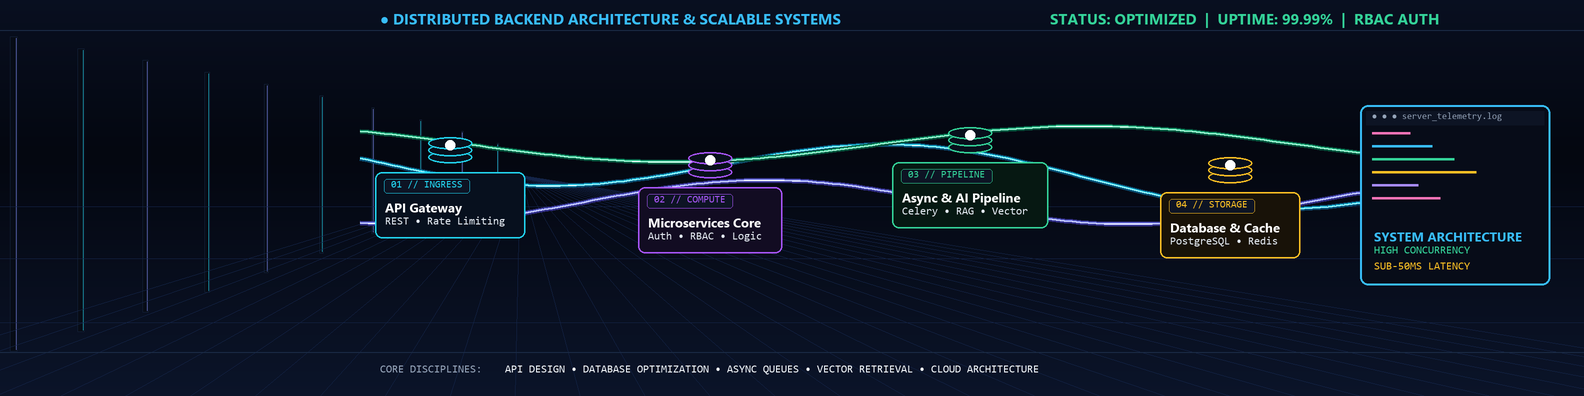 ● DISTRIBUTED BACKEND ARCHITECTURE & SCALABLE SYSTEMS
STATUS: OPTIMIZED | UPTIME: 99.99% | RBAC AUTH
01 // INGRESS
API Gateway
REST • Rate Limiting
02 // COMPUTE
Microservices Core
Auth • RBAC • Logic
03 // PIPELINE
Async & AI Pipeline
Celery • RAG • Vector
04 // STORAGE
Database & Cache
PostgreSQL • Redis
● ● ● server_telemetry.log
SYSTEM ARCHITECTURE
HIGH CONCURRENCY
SUB-50MS LATENCY
CORE DISCIPLINES: API DESIGN • DATABASE OPTIMIZATION • ASYNC QUEUES • VECTOR RETRIEVAL • CLOUD ARCHITECTURE